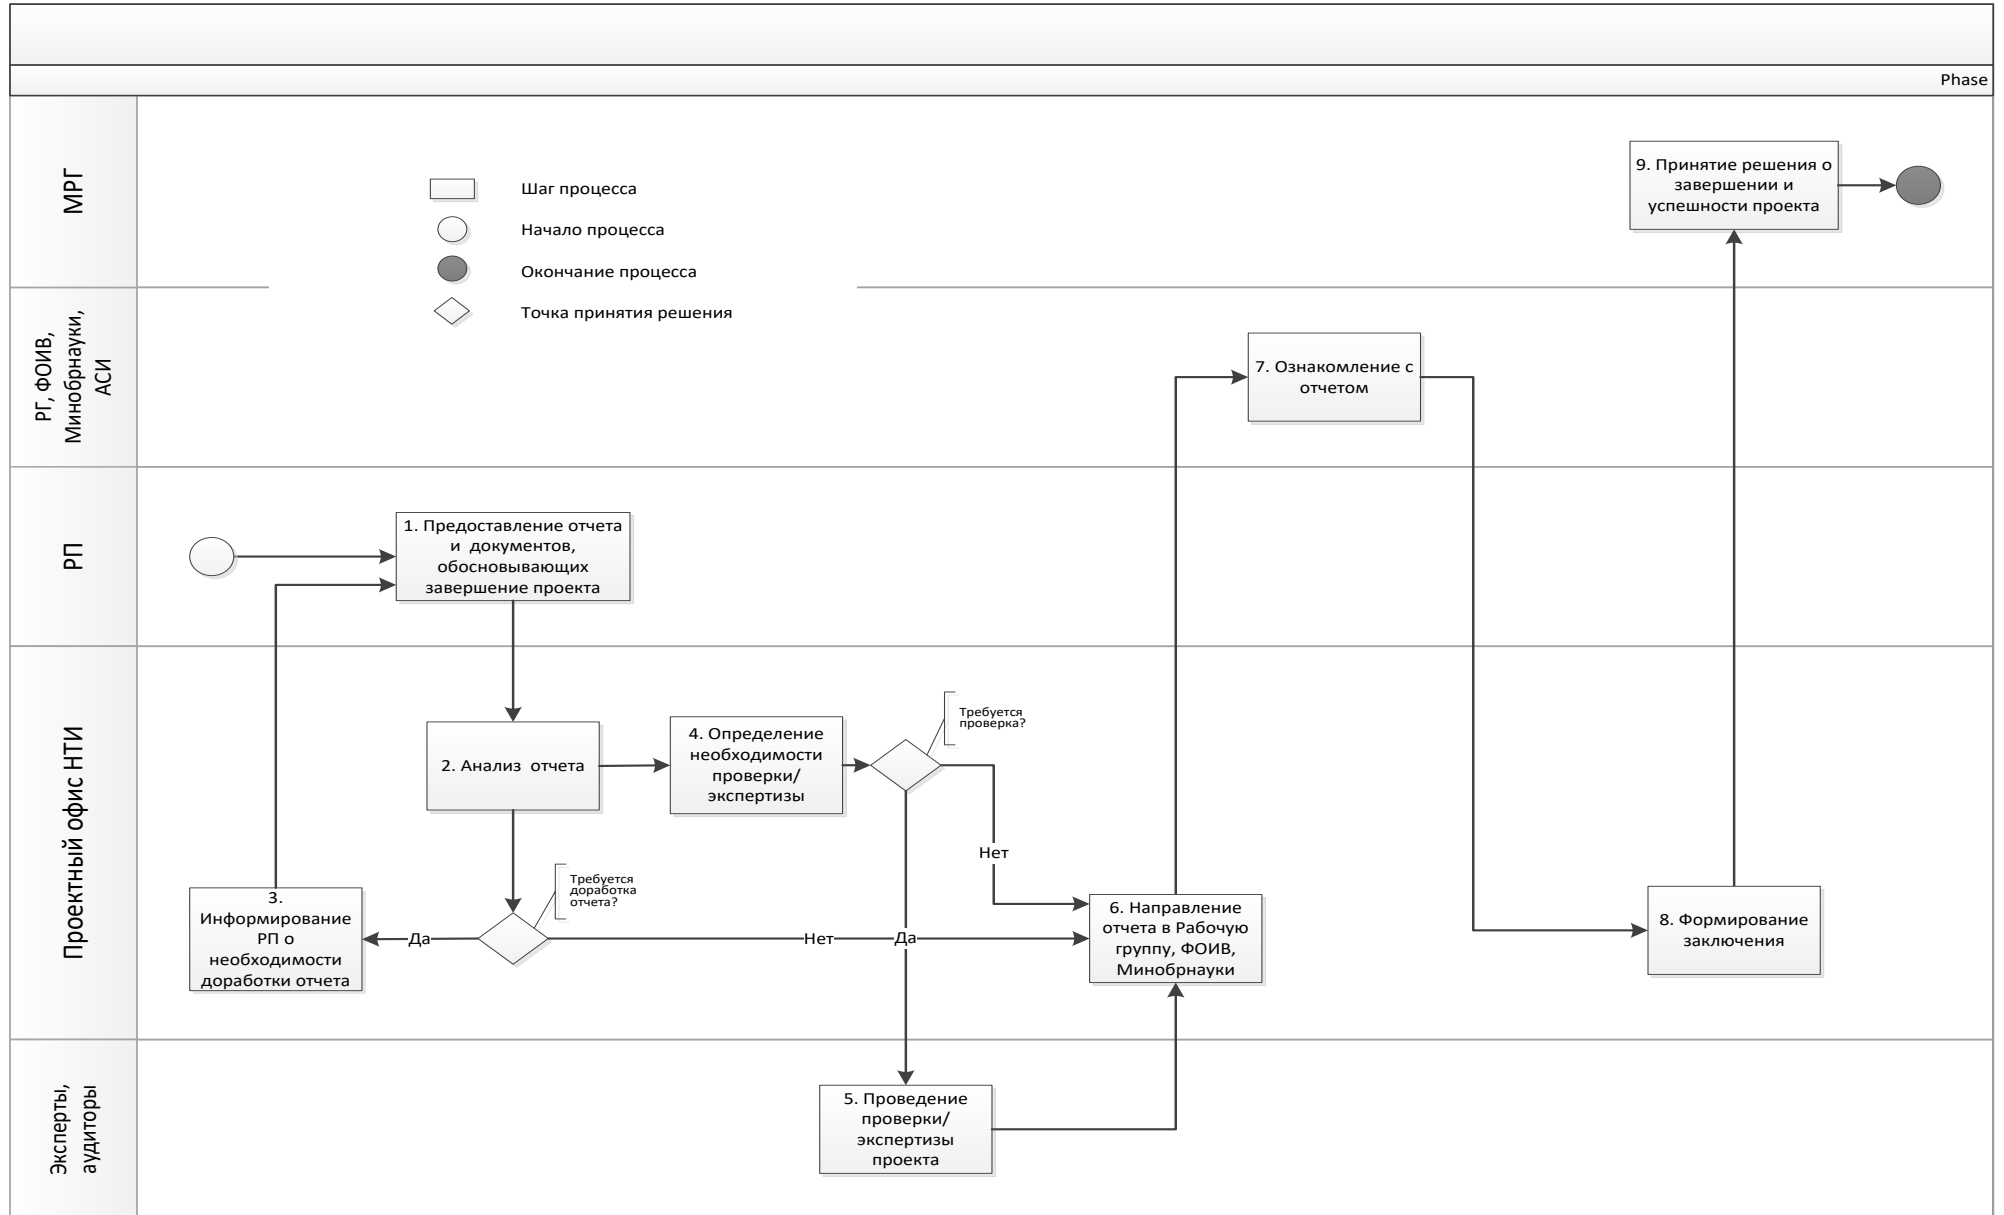 Phase
МРГ
Шаг процесса
Начало процесса
Окончание процесса
Точка принятия решения
9. Принятие решения о
завершении и
успешности проекта
РГ, ФОИВ,
Минобрнауки,
АСИ
7. Ознакомление с
отчетом
РП
1. Предоставление отчета
и документов,
обосновывающих
завершение проекта
Проектный офис НТИ
2. Анализ отчета
4. Определение
необходимости
проверки/
экспертизы
Требуется
проверка?
Нет
3.
Информирование
РП о
необходимости
доработки отчета
Да
Требуется
доработка
отчета?
Нет
Да
6. Направление
отчета в Рабочую
группу, ФОИВ,
Минобрнауки
8. Формирование
заключения
Эксперты,
аудиторы
5. Проведение
проверки/
экспертизы
проекта